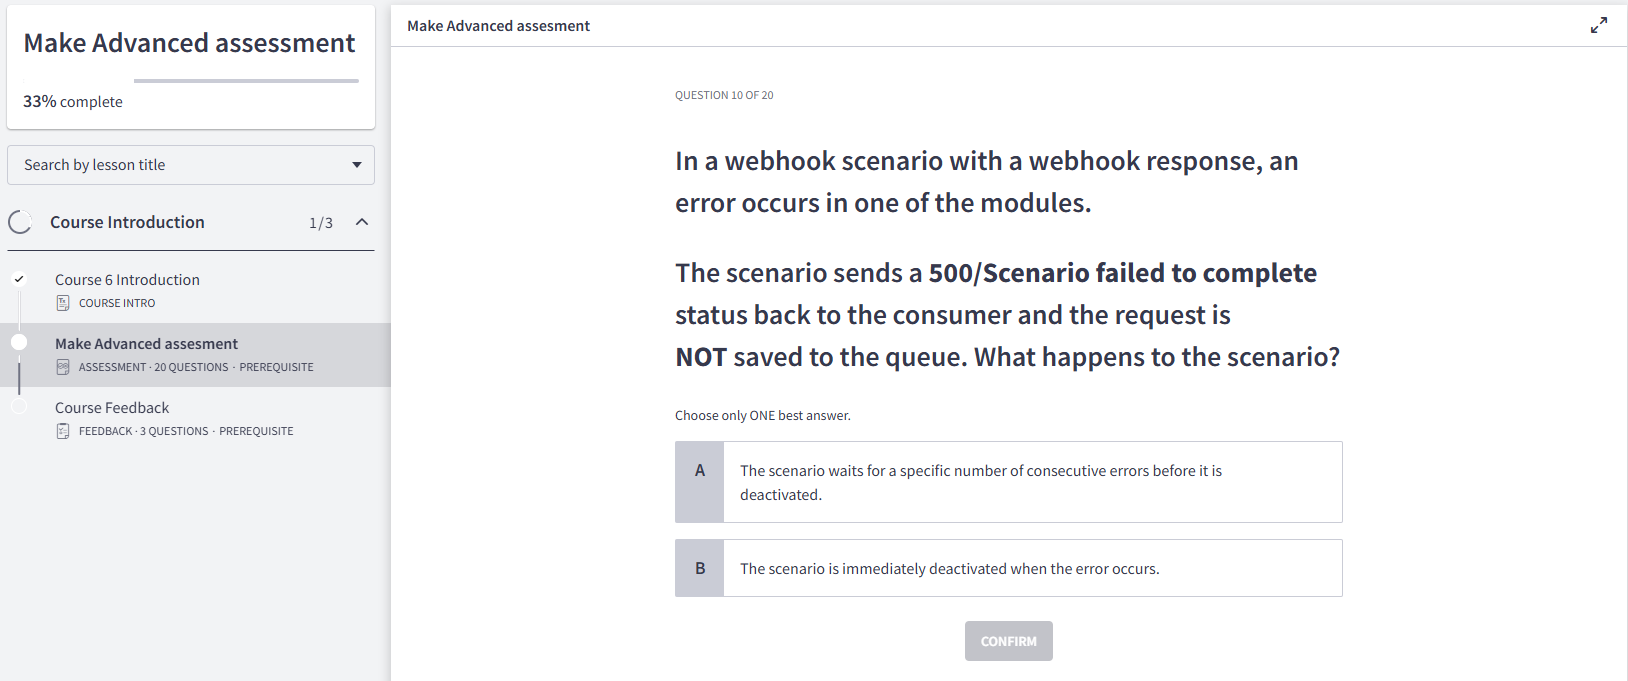 Make Advanced assessment
33% complete
Search by lesson title
Course Introduction 1/3
Course 6 Introduction
COURSE INTRO
Make Advanced assesment
ASSESSMENT · 20 QUESTIONS · PREREQUISITE
Course Feedback
FEEDBACK · 3 QUESTIONS · PREREQUISITE
Make Advanced assesment
QUESTION 10 OF 20
In a webhook scenario with a webhook response, an
error occurs in one of the modules.
The scenario sends a 500/Scenario failed to complete
status back to the consumer and the request is
NOT saved to the queue. What happens to the scenario?
Choose only ONE best answer.
A
The scenario waits for a specific number of consecutive errors before it is
deactivated.
B
The scenario is immediately deactivated when the error occurs.
CONFIRM